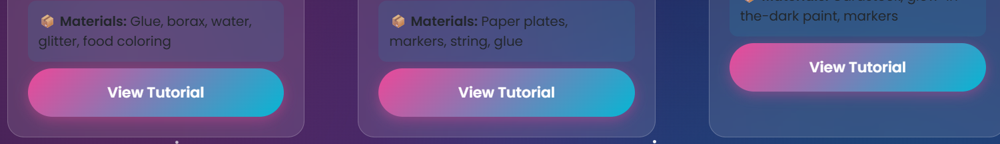 📦 Materials: Glue, borax, water,
glitter, food coloring
View Tutorial
📦 Materials: Paper plates,
markers, string, glue
View Tutorial
the-dark paint, markers
View Tutorial